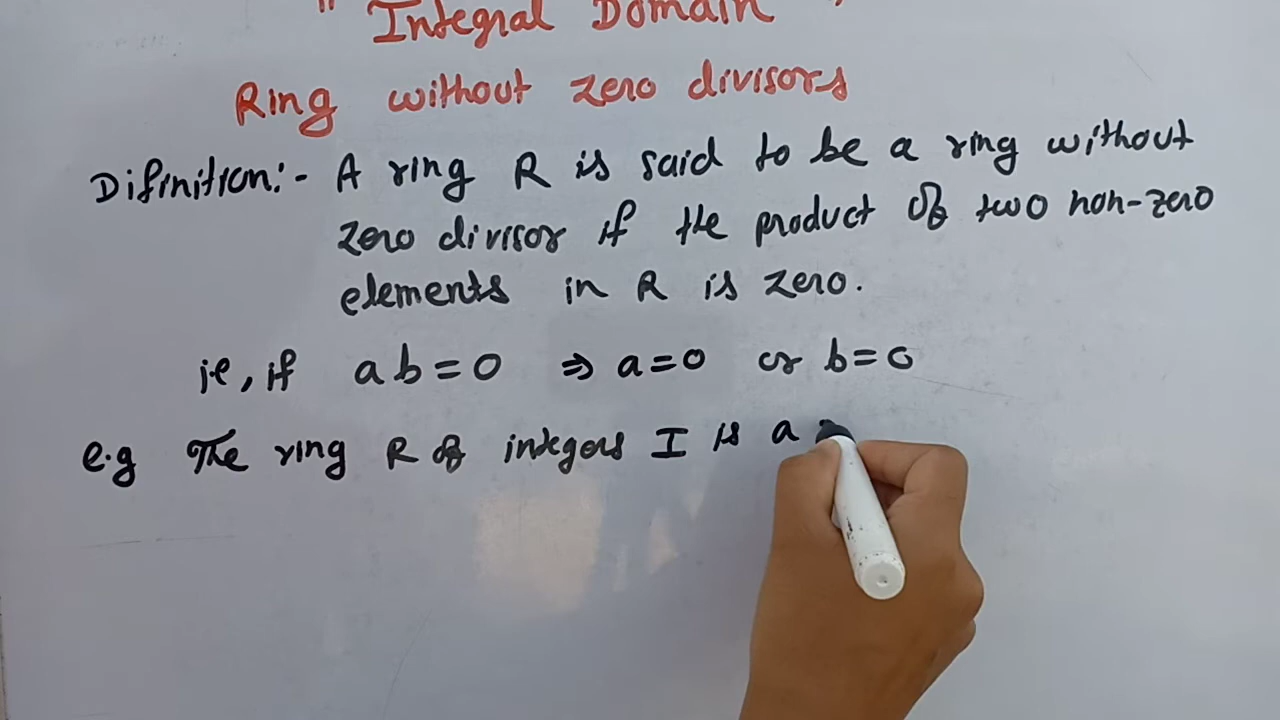 " Integral Domain "
Ring without zero divisors
Difinition:- A ring R is said to be a ring without
zero divisor if the product of two non-zero
elements in R is zero.
i.e, if ab=0 ⇒ a=0 or b=0
e.g The ring R of integers I is a